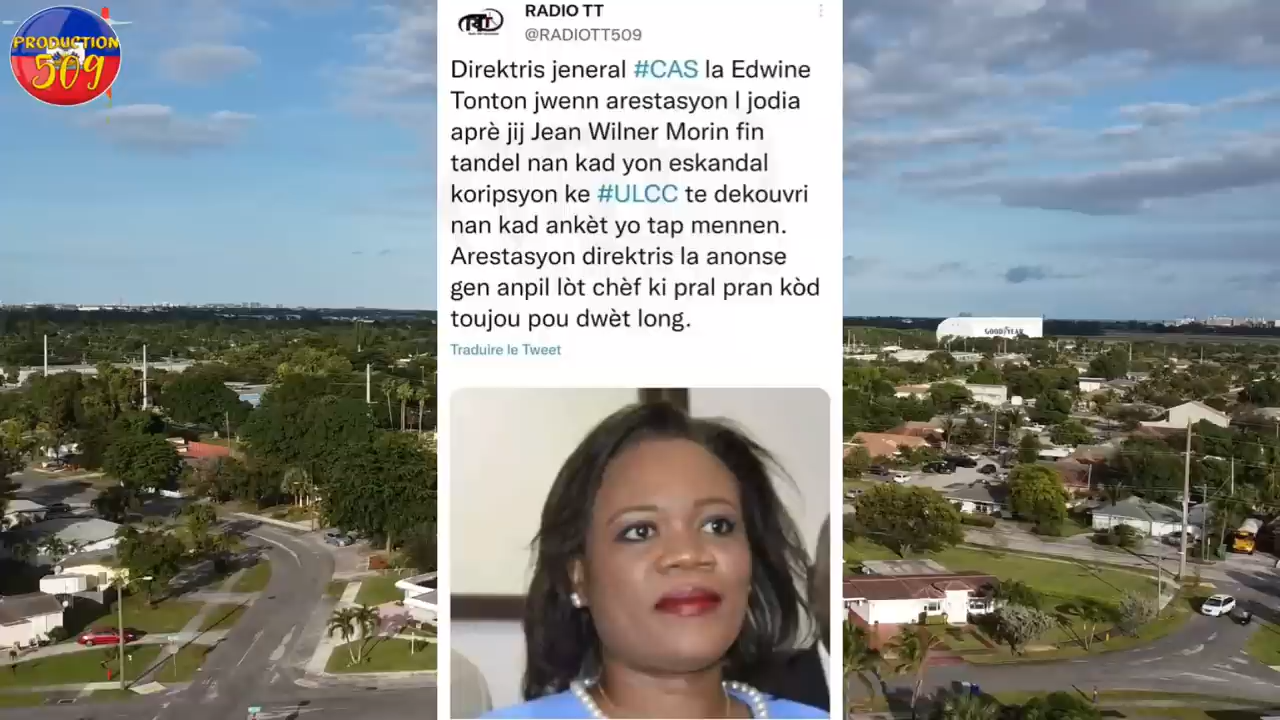 PRODUCTION
509
RADIO TT
@RADIOTT509
Direktris jeneral #CAS la Edwine
Tonton jwenn arestasyon l jodia
aprè jij Jean Wilner Morin fin
tandel nan kad yon eskandal
koripsyon ke #ULCC te dekouvri
nan kad ankèt yo tap mennen.
Arestasyon direktris la anonse
gen anpil lòt chèf ki pral pran kòd
toujou pou dwèt long.
Traduire le Tweet
GOODYEAR